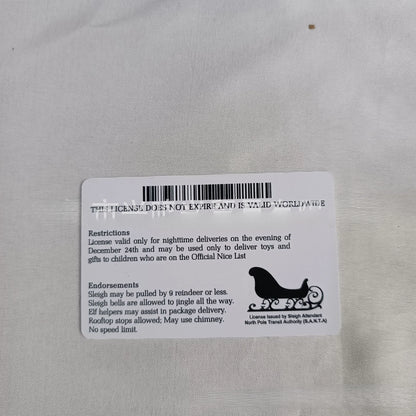 THIS LICENSE DOES NOT EXPIRE AND IS VALID WORLDWIDE
Restrictions
License valid only for nighttime deliveries on the evening of
December 24th and may be used only to deliver toys and
gifts to children who are on the Official Nice List
Endorsements
Sleigh may be pulled by 9 reindeer or less.
Sleigh bells are allowed to jingle all the way.
Elf helpers may assist in package delivery.
Rooftop stops allowed; May use chimney.
No speed limit.
License Issued by Sleigh Attendant
North Pole Transit Authority (S.A.N.T.A)